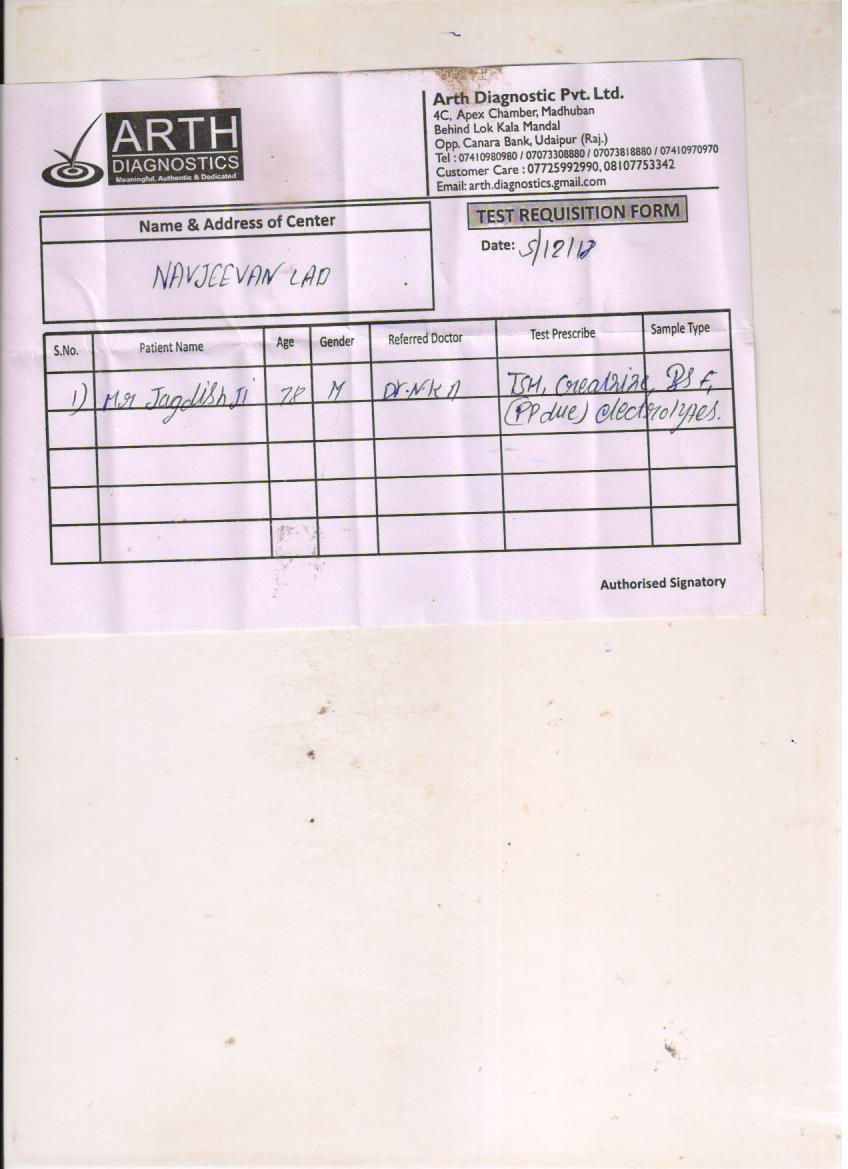 ARTH
DIAGNOSTICS
Meaningful, Authentic & Dedicated
Arth Diagnostic Pvt. Ltd.
4C, Apex Chamber, Madhuban
Behind Lok Kala Mandal
Opp. Canara Bank, Udaipur (Raj.)
Tel : 07410980980 / 07073308880 / 07073818880 / 07410970970
Customer Care : 07725992990, 08107753342
Email: arth.diagnostics.gmail.com
Name & Address of Center
NAVJEEVAN LAB
TEST REQUISITION FORM
Date: 5/12/
S.No. Patient Name Age Gender Referred Doctor Test Prescribe Sample Type
1) Mr Jagdish Ji 78 M Dr. N.K TSH, BS F,
(PP due) electrolytes.
Authorised Signatory